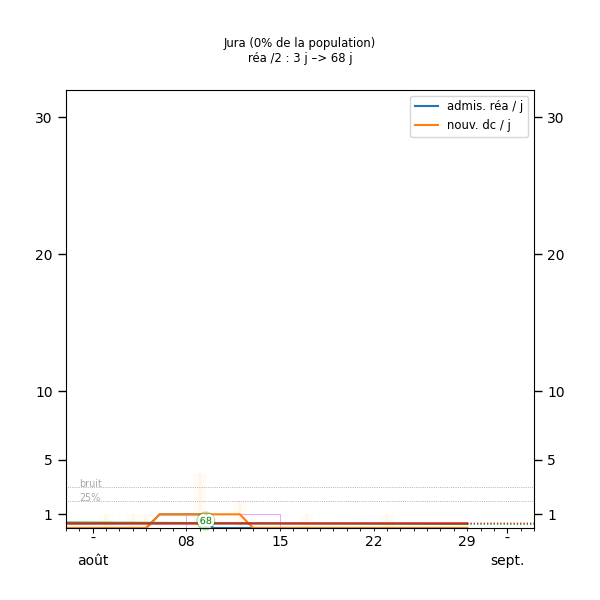 Jura (0% de la population)
réa /2 : 3 j –> 68 j
admis. réa / j
nouv. dc / j
30
30
20
20
10
10
5
5
bruit
25%
1
1
68
-
08
15
22
29
-
août
sept.